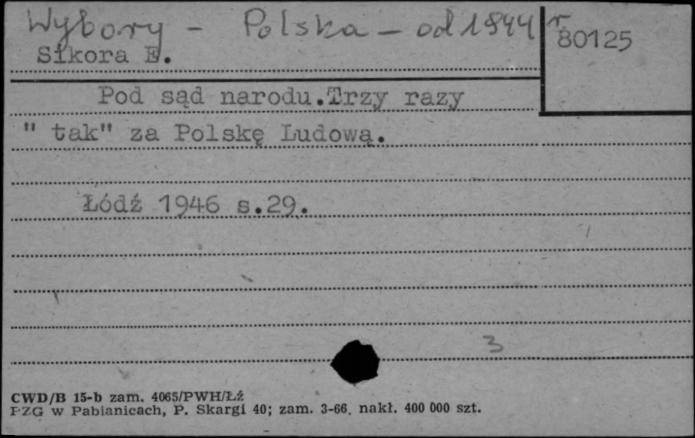 Wybory - Polska - od 1944 r
80125
Sikora E.
Pod sąd narodu.Trzy razy
" tak" za Polskę Ludową.
Łódź 1946 s.29.
3
CWD/B 15-b zam. 4065/PWH/Łź
PZG w Pabianicach, P. Skargi 40; zam. 3-66. nakł. 400 000 szt.